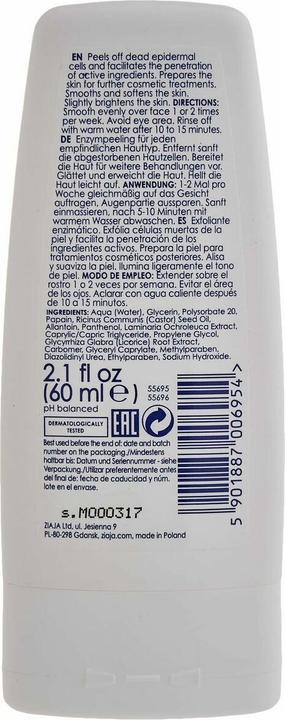 EN Peels off dead epidermal
cells and facilitates the penetration
of active ingredients. Prepares the
skin for further cosmetic treatments.
Smooths and softens the skin.
Slightly brightens the skin. DIRECTIONS:
Smooth evenly over face 1 or 2 times
per week. Avoid eye area. Rinse off
with warm water after 10 to 15 minutes.
DE Enzympeeling für jeden
empfindlichen Hauttyp. Entfernt sanft
die abgestorbenen Hautzellen. Bereitet
die Haut für weitere Behandlungen vor.
Glättet und erweicht die Haut. Hellt die
Haut leicht auf. ANWENDUNG: 1-2 Mal pro
Woche gleichmäßig auf das Gesicht
auftragen, Augenpartie aussparen. Sanft
einmassieren, nach 5-10 Minuten mit
warmem Wasser abwaschen. ES Exfoliante
enzimático. Exfólia células muertas de la
piel y facilita la penetración de los
ingredientes activos. Prepara la piel para
tratamientos cosméticos posteriores. Alisa
y suaviza la piel. Ilumina ligeramente el tono
de piel. MODO DE EMPLEO: Extender sobre el
rostro 1 o 2 veces por semana. Evitar el área
de los ojos. Aclarar con agua caliente después
de 10 a 15 minutos.
INGREDIENTS: Aqua (Water), Glycerin, Polysorbate 20,
Papain, Ricinus Communis (Castor) Seed Oil,
Allantoin, Panthenol, Laminaria Ochroleuca Extract,
Caprylic/Capric Triglyceride, Propylene Glycol,
Glycyrrhiza Glabra (Licorice) Root Extract,
Carbomer, Glyceryl Caprylate, Methylparaben,
Diazolidinyl Urea, Ethylparaben, Sodium Hydroxide.
2.1 fl oz
(60 ml ℮)
55695
55696
pH balanced
DERMATOLOGICALLY
TESTED
EAC
Best used before the end of: date and batch
number on the packaging./Mindestens
haltbar bis: Datum und Seriennummer - siehe
Verpackung./Utilizar preferentemente antes
del final de: fecha de caducidad y núm.
lote en el envase.
s.M000317
ZIAJA Ltd, ul. Jesienna 9
PL-80-298 Gdansk, ziaja.com, made in Poland
5 901887 006954